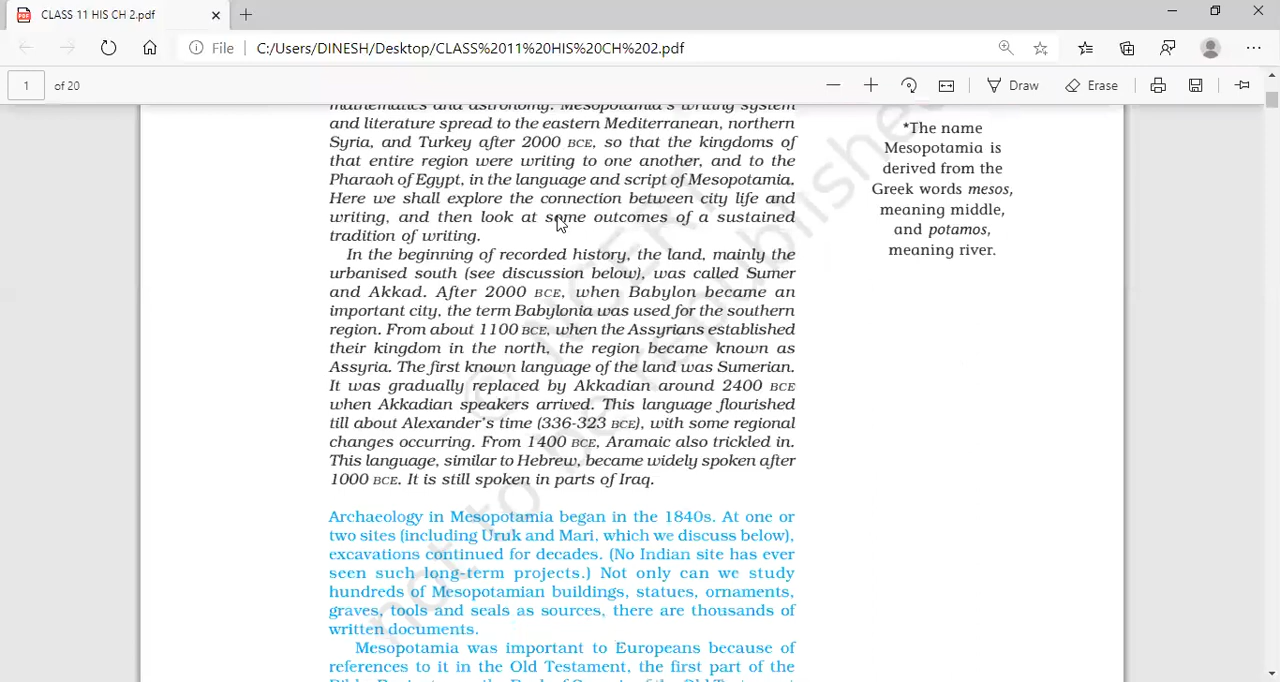 CLASS 11 HIS CH 2.pdf
File C:/Users/DINESH/Desktop/CLASS%2011%20HIS%20CH%202.pdf
1 of 20
Draw
Erase
mathematics and astronomy. Mesopotamia's writing system
and literature spread to the eastern Mediterranean, northern
Syria, and Turkey after 2000 BCE, so that the kingdoms of
that entire region were writing to one another, and to the
Pharaoh of Egypt, in the language and script of Mesopotamia.
Here we shall explore the connection between city life and
writing, and then look at some outcomes of a sustained
tradition of writing.
In the beginning of recorded history, the land, mainly the
urbanised south (see discussion below), was called Sumer
and Akkad. After 2000 BCE, when Babylon became an
important city, the term Babylonia was used for the southern
region. From about 1100 BCE, when the Assyrians established
their kingdom in the north, the region became known as
Assyria. The first known language of the land was Sumerian.
It was gradually replaced by Akkadian around 2400 BCE
when Akkadian speakers arrived. This language flourished
till about Alexander's time (336-323 BCE), with some regional
changes occurring. From 1400 BCE, Aramaic also trickled in.
This language, similar to Hebrew, became widely spoken after
1000 BCE. It is still spoken in parts of Iraq.
Archaeology in Mesopotamia began in the 1840s. At one or
two sites (including Uruk and Mari, which we discuss below),
excavations continued for decades. (No Indian site has ever
seen such long-term projects.) Not only can we study
hundreds of Mesopotamian buildings, statues, ornaments,
graves, tools and seals as sources, there are thousands of
written documents.
Mesopotamia was important to Europeans because of
references to it in the Old Testament, the first part of the
*The name
Mesopotamia is
derived from the
Greek words mesos,
meaning middle,
and potamos,
meaning river.
© NCERT
not to be republished